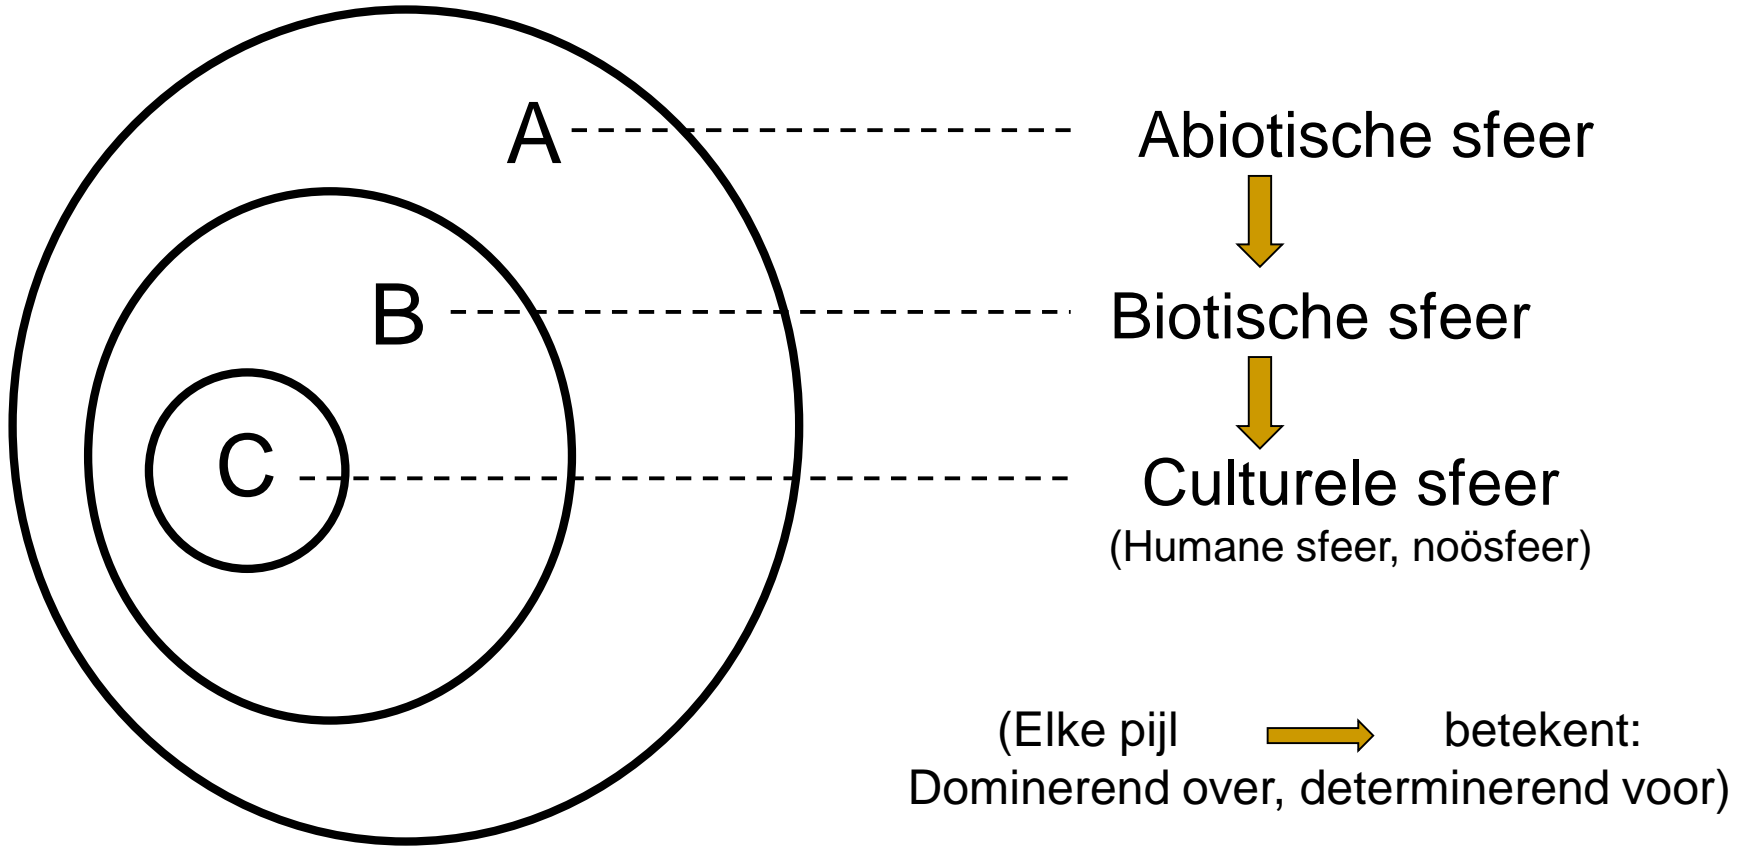 A
Abiotische sfeer
B
Biotische sfeer
C
Culturele sfeer
(Humane sfeer, noösfeer)
(Elke pijl betekent:
Dominerend over, determinerend voor)